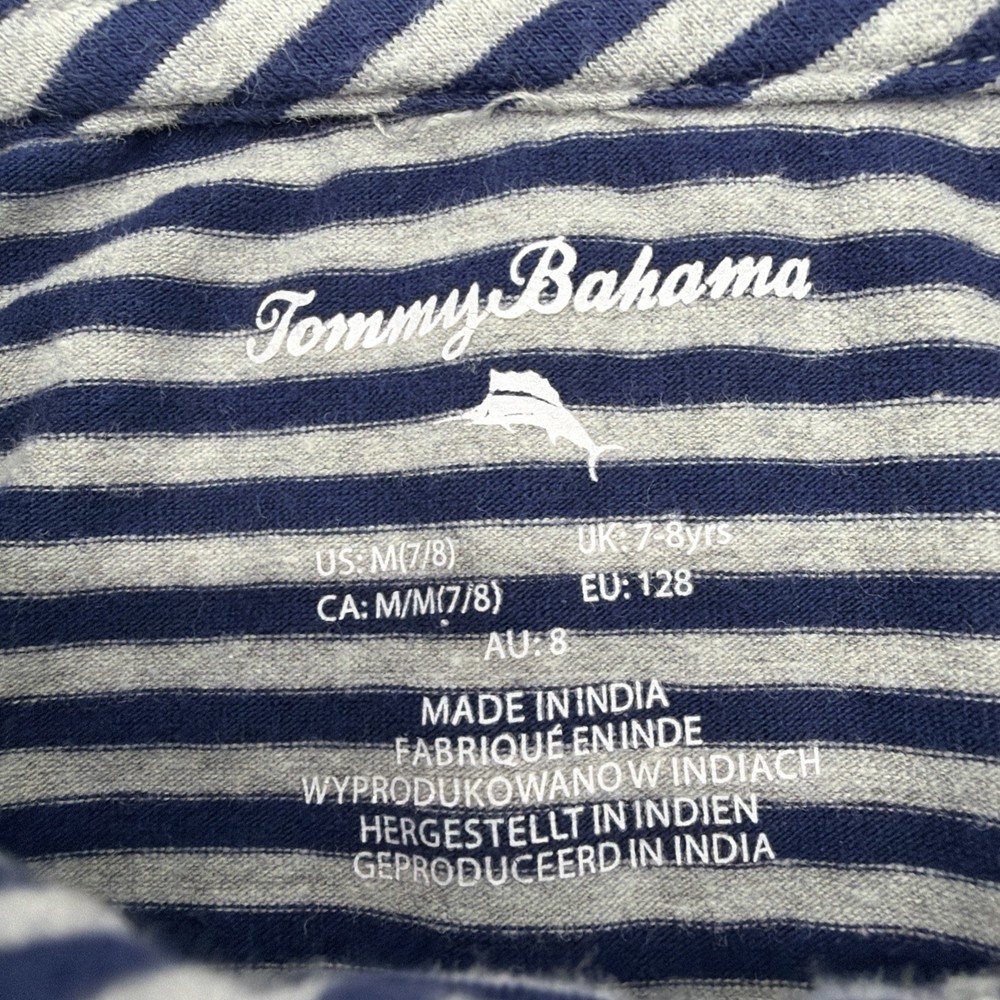 Tommy Bahama
US: M(7/8) UK: 7-8yrs
CA: M/M(7/8) EU: 128
AU: 8
MADE IN INDIA
FABRIQUÉ EN INDE
WYPRODUKOWANO W INDIACH
HERGESTELLT IN INDIEN
GEPRODUCEERD IN INDIA